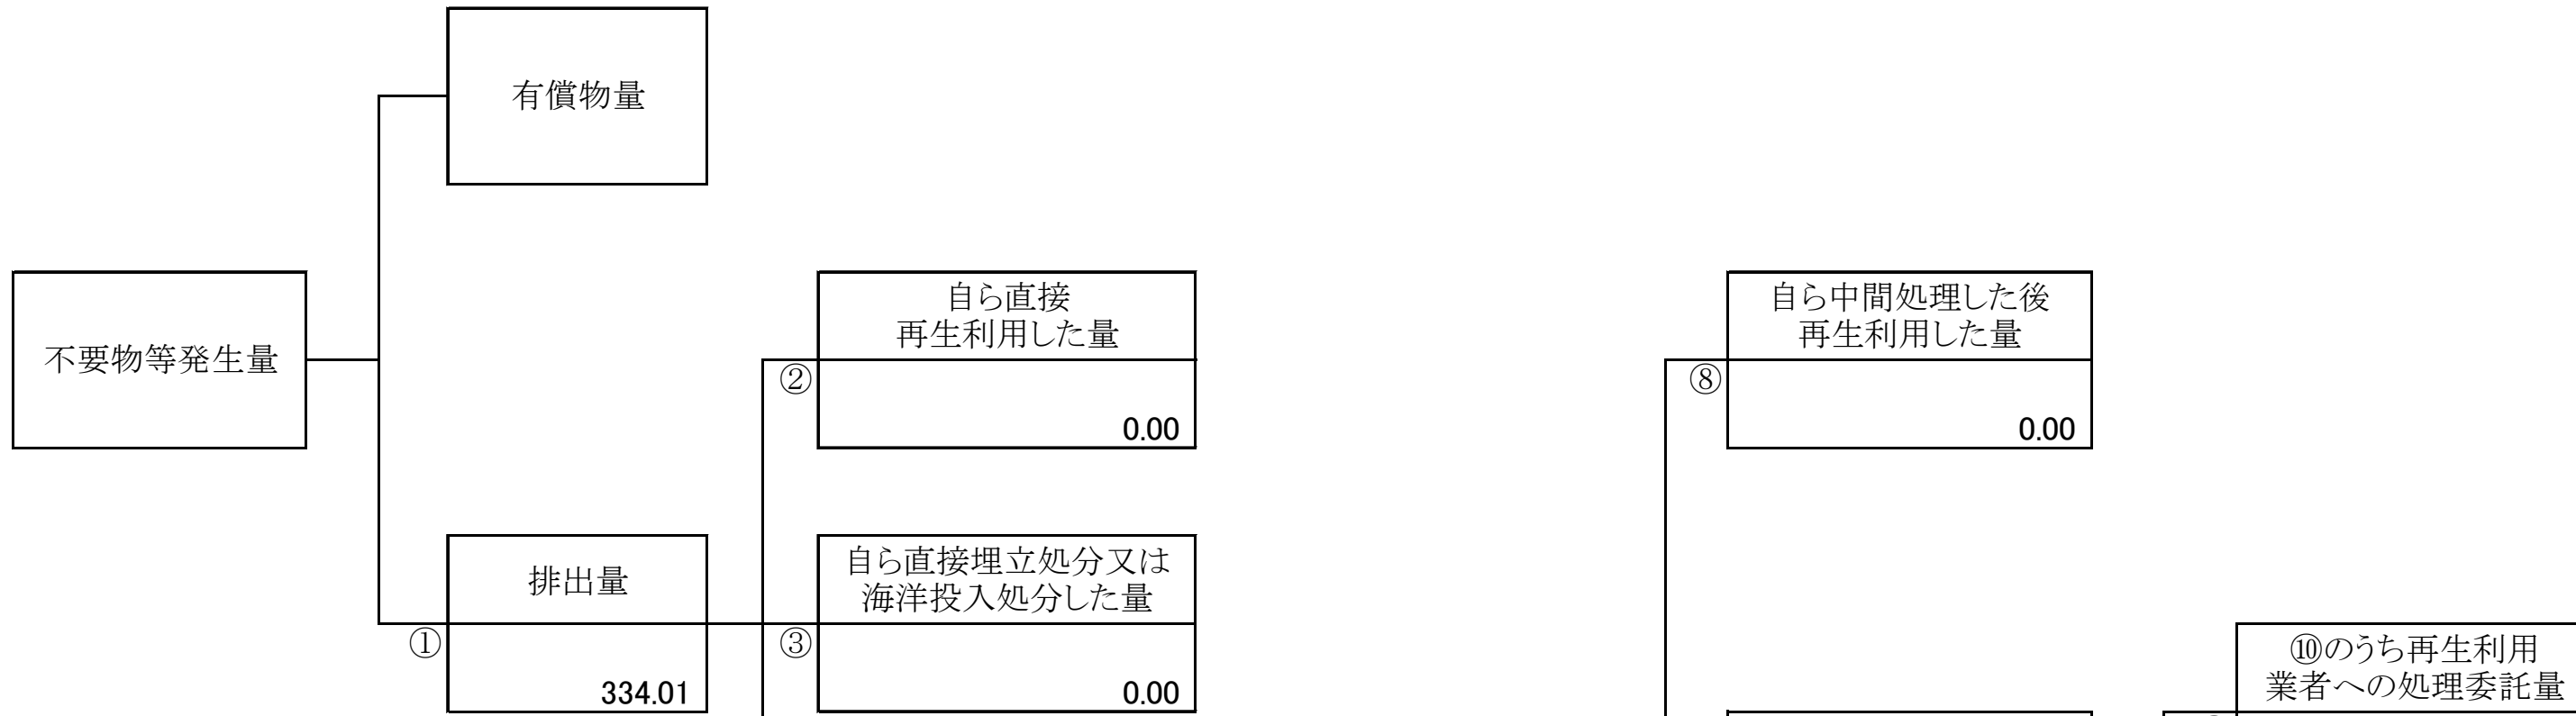 有償物量
不要物等発生量
自ら直接
再生利用した量
②
0.00
自ら中間処理した後
再生利用した量
⑧
0.00
排出量
①
334.01
自ら直接埋立処分又は
海洋投入処分した量
③
0.00
⑩のうち再生利用
業者への処理委託量